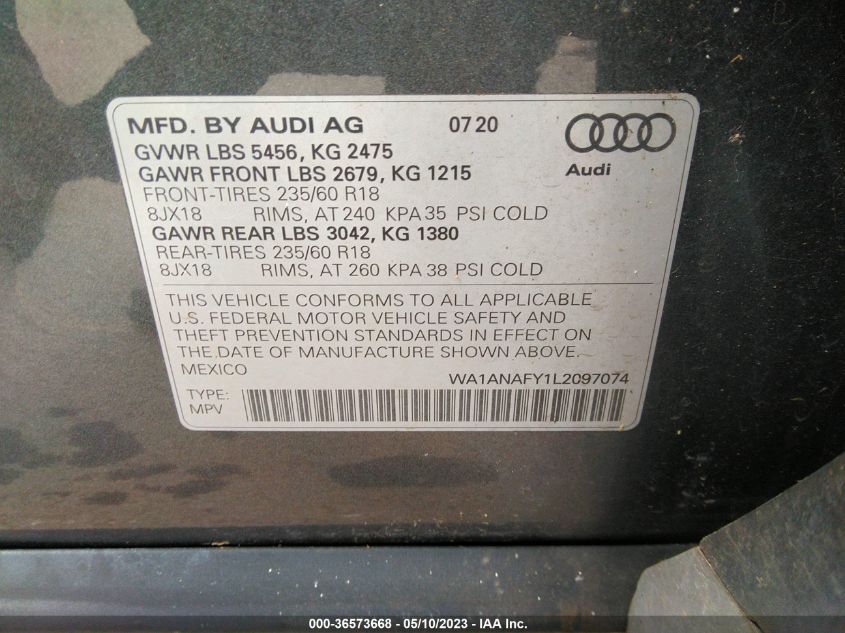 MFD. BY AUDI AG 07 20
GVWR LBS 5456, KG 2475
GAWR FRONT LBS 2679, KG 1215
Audi
FRONT-TIRES 235/60 R18
8JX18 RIMS, AT 240 KPA 35 PSI COLD
GAWR REAR LBS 3042, KG 1380
REAR-TIRES 235/60 R18
8JX18 RIMS, AT 260 KPA 38 PSI COLD
THIS VEHICLE CONFORMS TO ALL APPLICABLE
U.S. FEDERAL MOTOR VEHICLE SAFETY AND
THEFT PREVENTION STANDARDS IN EFFECT ON
THE DATE OF MANUFACTURE SHOWN ABOVE.
MEXICO
WA1ANAFY1L2097074
TYPE:
MPV
000-36573668 - 05/10/2023 - IAA Inc.